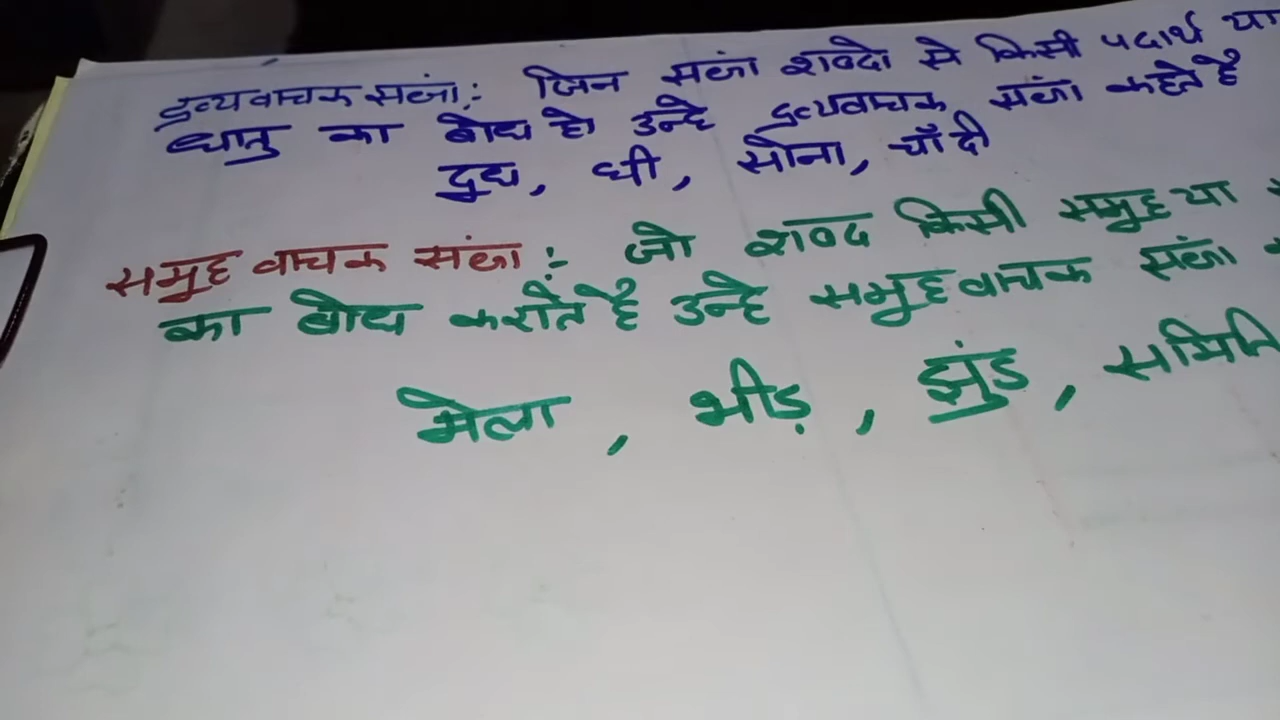 द्रव्यवाचक संज्ञा:- जिन संज्ञा शब्दो से किसी पदार्थ या
धातु का बोध हो उन्हे द्रव्यवाचक संज्ञा कहते है
दुध, घी, सोना, चाँदी
समुह वाचक संज्ञा:- जो शब्द किसी समुह या
का बोध कराते है उन्हे समुहवाचक संज्ञा
मेला, भीड़, झुंड, समिति